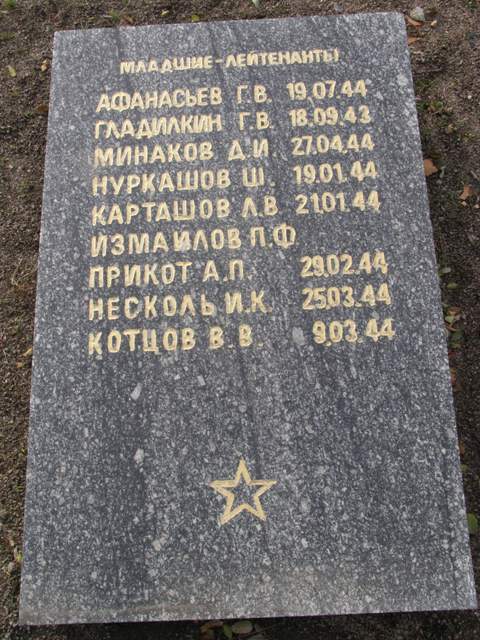 МЛАДШИЕ-ЛЕЙТЕНАНТЫ
АФАНАСЬЕВ Г.В. 19.07.44
ГЛАДИЛКИН Г.В. 18.09.43
МИНАКОВ Д.И 27.04.44
НУРКАШОВ Ш. 19.01.44
КАРТАШОВ Л.В. 21.01.44
ИЗМАИЛОВ П.Ф
ПРИКОТ А.П. 29.02.44
НЕСКОЛЬ И.К. 25.03.44
КОТЦОВ В.В. 9.03.44